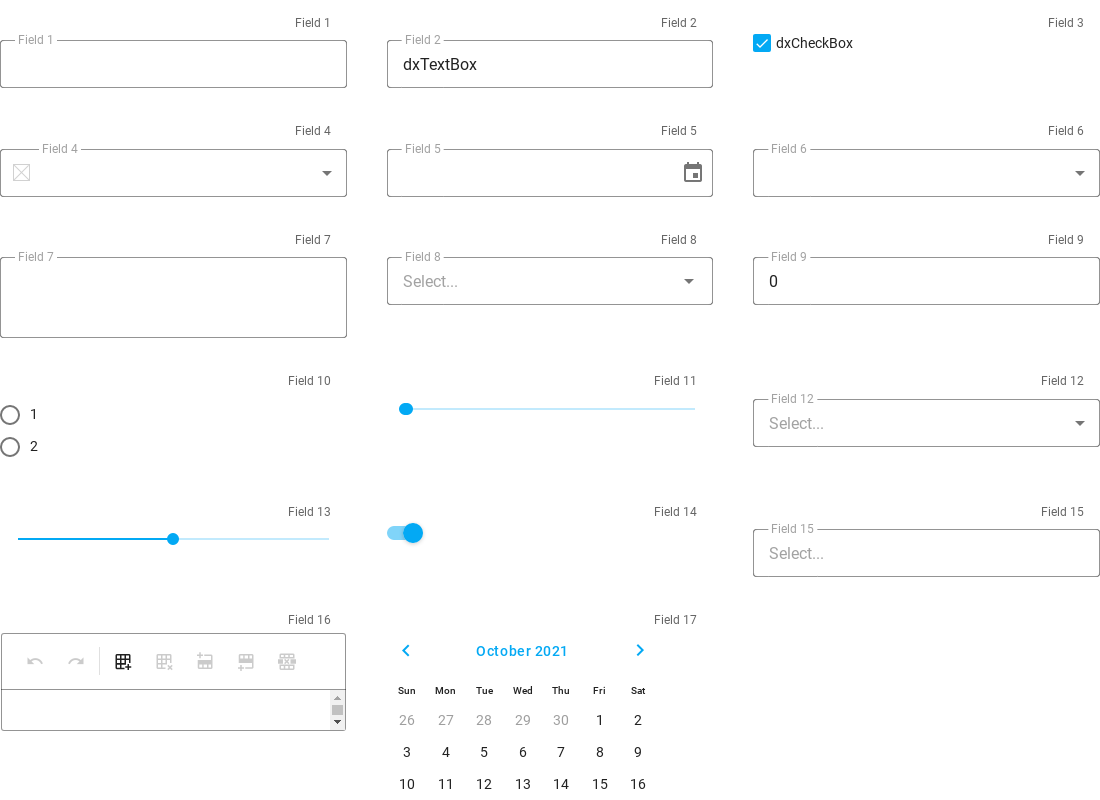 Field 1 Field 2 Field 3
Field 1 Field 2 dxCheckBox
dxTextBox
Field 4 Field 5 Field 6
Field 4 Field 5 Field 6
Field 7 Field 8 Field 9
Field 7 Field 8 Field 9
Select... 0
Field 10 Field 11 Field 12
Field 12
1 Select...
2
Field 13 Field 14 Field 15
Field 15
Select...
Field 16 Field 17
October 2021
Sun Mon Tue Wed Thu Fri Sat
26 27 28 29 30 1 2
3 4 5 6 7 8 9
10 11 12 13 14 15 16